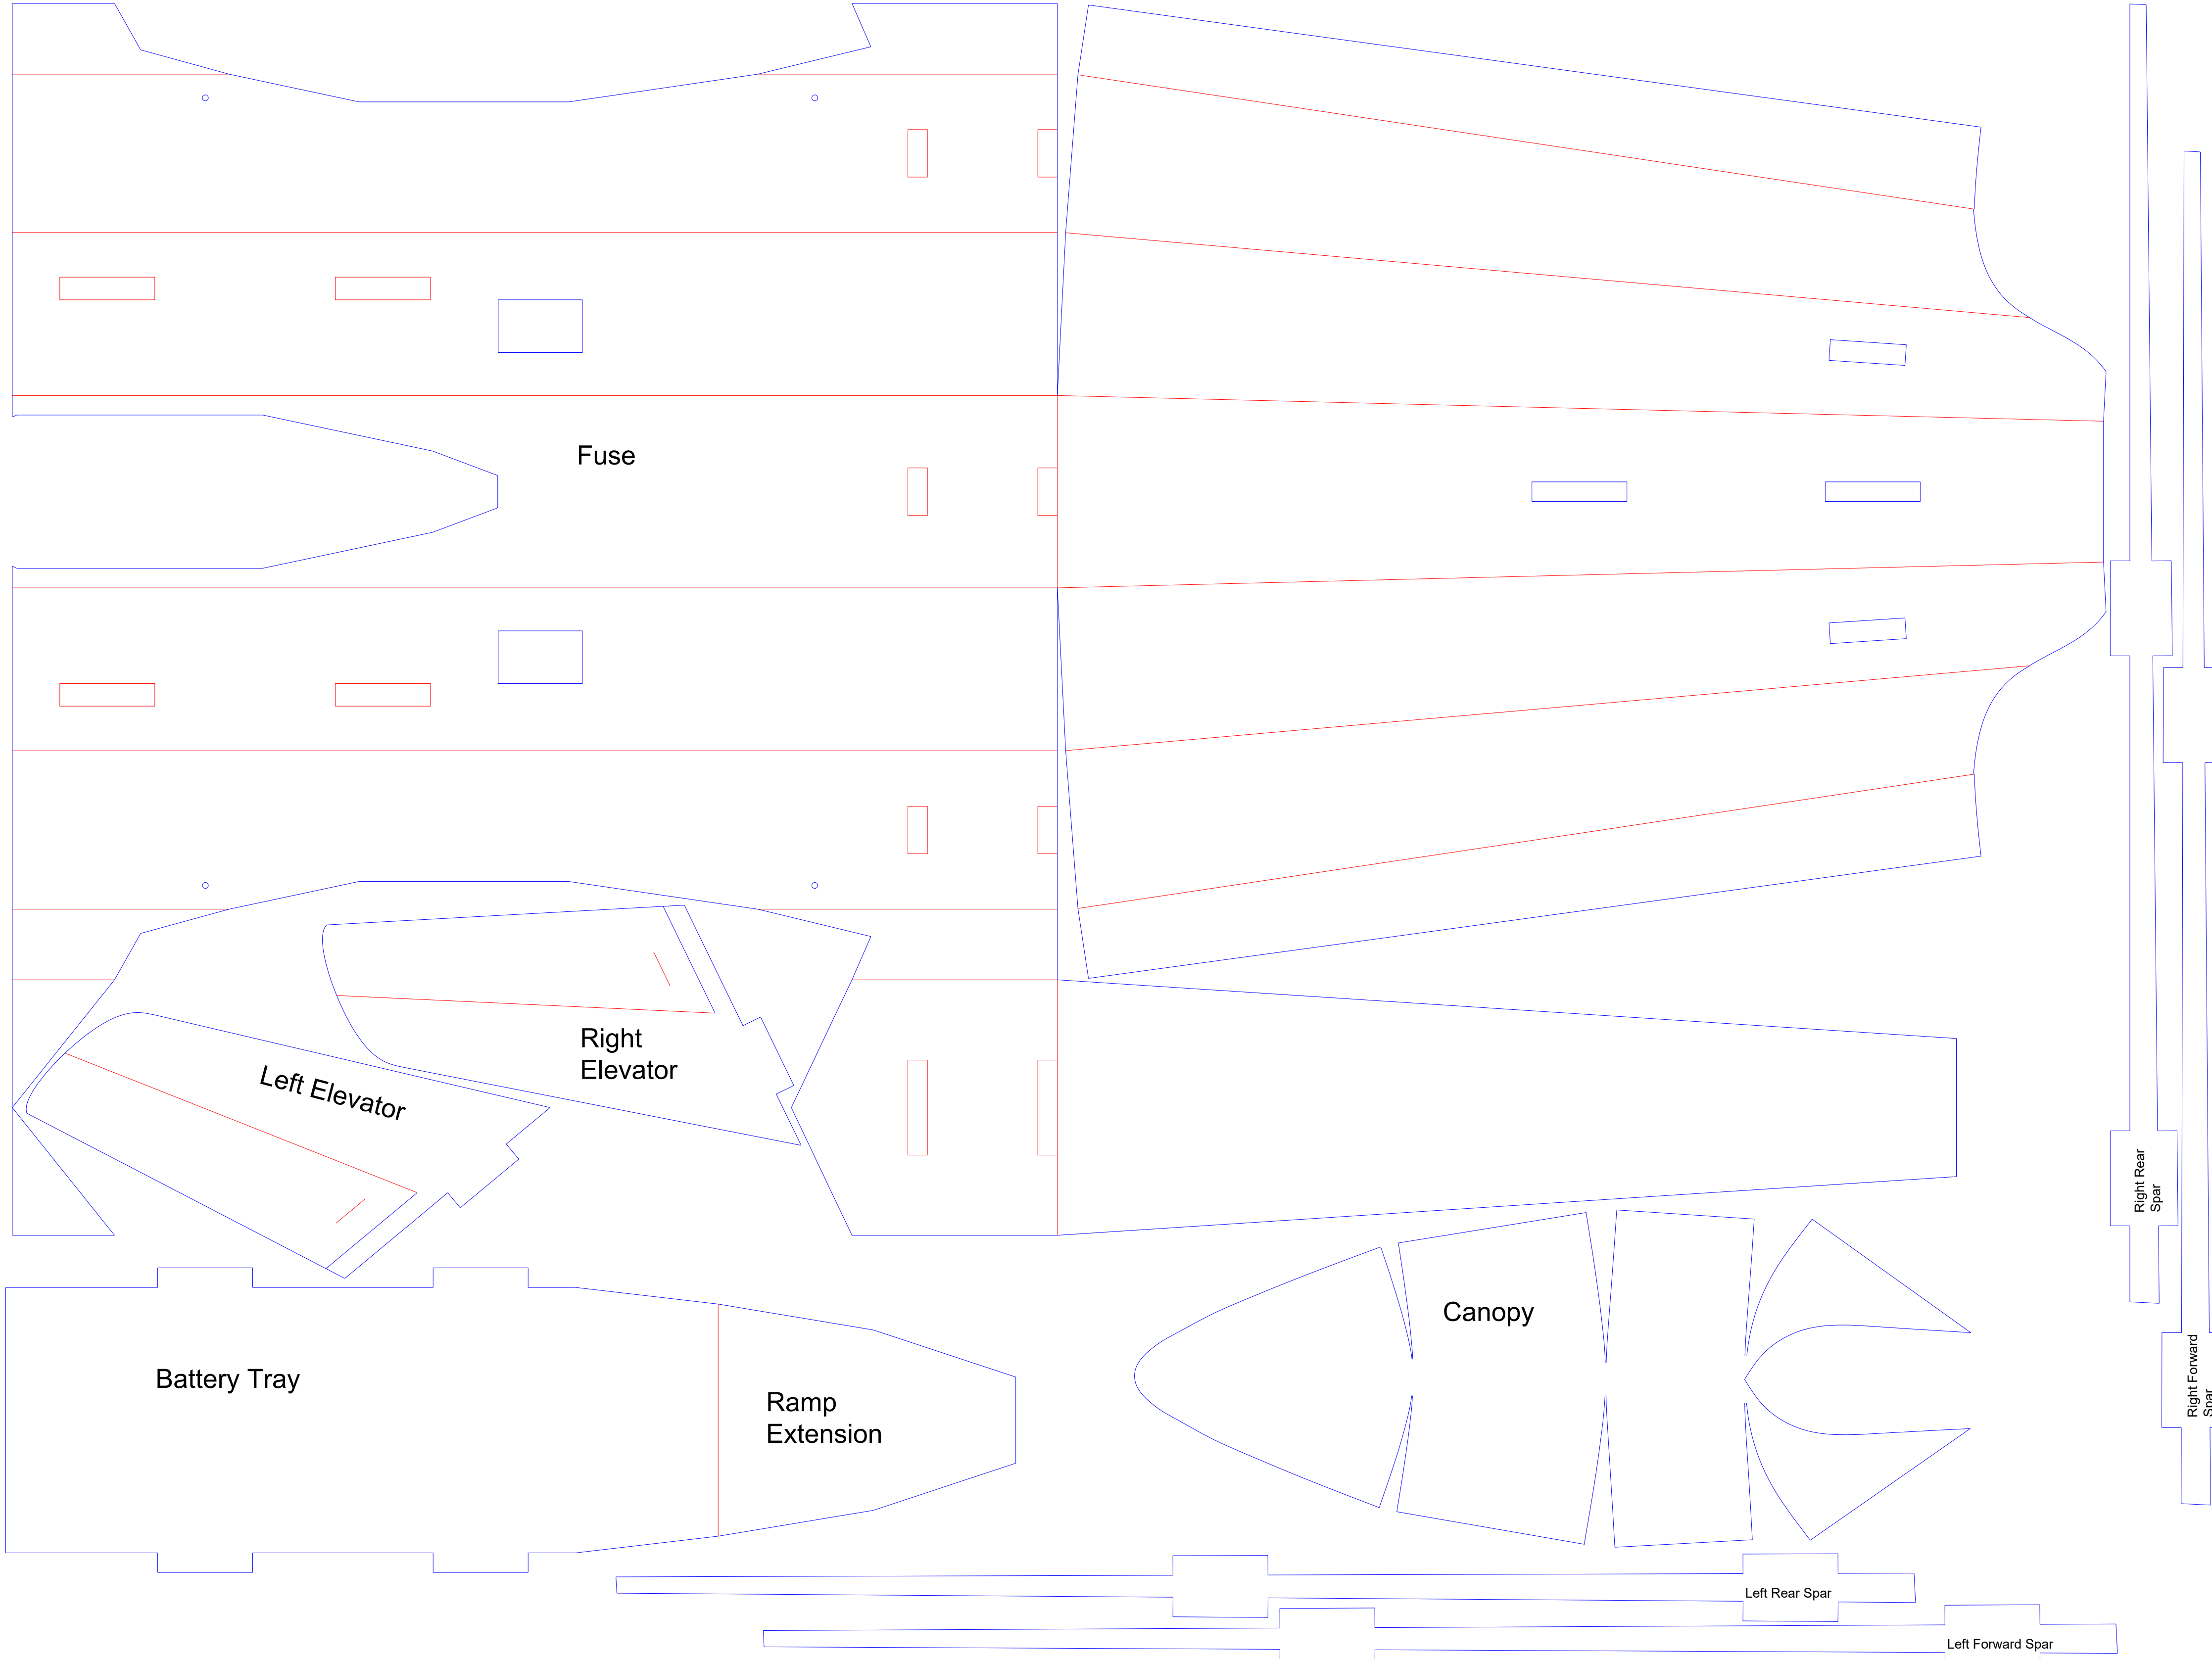 Fuse
Right
Elevator
Left Elevator
Right Rear
Spar
Canopy
Battery Tray
Ramp
Extension
Right Forward
Spar
Left Rear Spar
Left Forward Spar